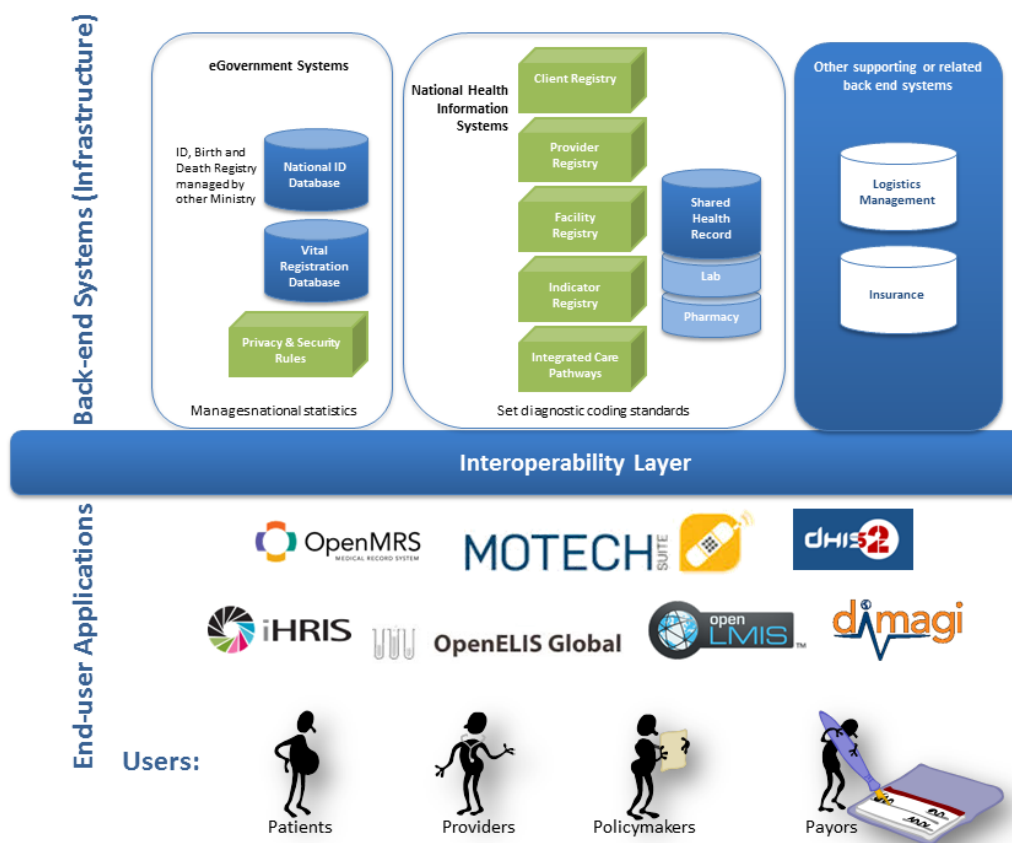 Back-end Systems (Infrastructure)
eGovernment Systems
ID, Birth and
Death Registry
managed by
other Ministry
National ID
Database
Vital
Registration
Database
Privacy & Security
Rules
Managesnational statistics
National Health
Information
Systems
Client Registry
Provider
Registry
Facility
Registry
Indicator
Registry
Integrated Care
Pathways
Shared
Health
Record
Lab
Pharmacy
Set diagnostic coding standards
Other supporting or related
back end systems
Logistics
Management
Insurance
Interoperability Layer
End-user Applications
OpenMRS
MEDICAL RECORD SYSTEM
MOTECH
SUITE
dhis2
iHRIS
OpenELIS Global
open
LMIS™
dimagi
Users:
Patients
Providers
Policymakers
Payors